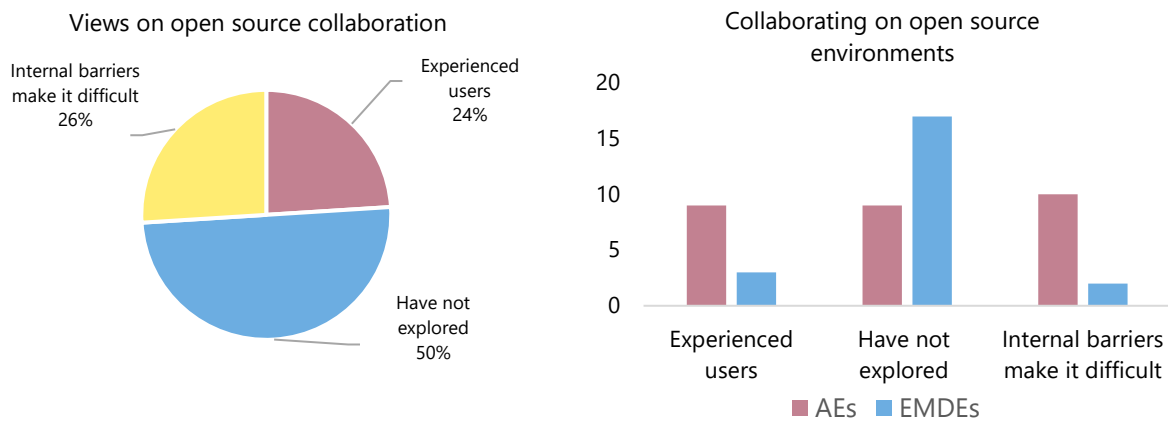 Views on open source collaboration
Internal barriers
make it difficult
26%
Experienced
users
24%
Have not
explored
50%
Collaborating on open source
environments
20
15
10
5
0
Experienced
users
Have not
explored
Internal barriers
make it difficult
AEs
EMDEs